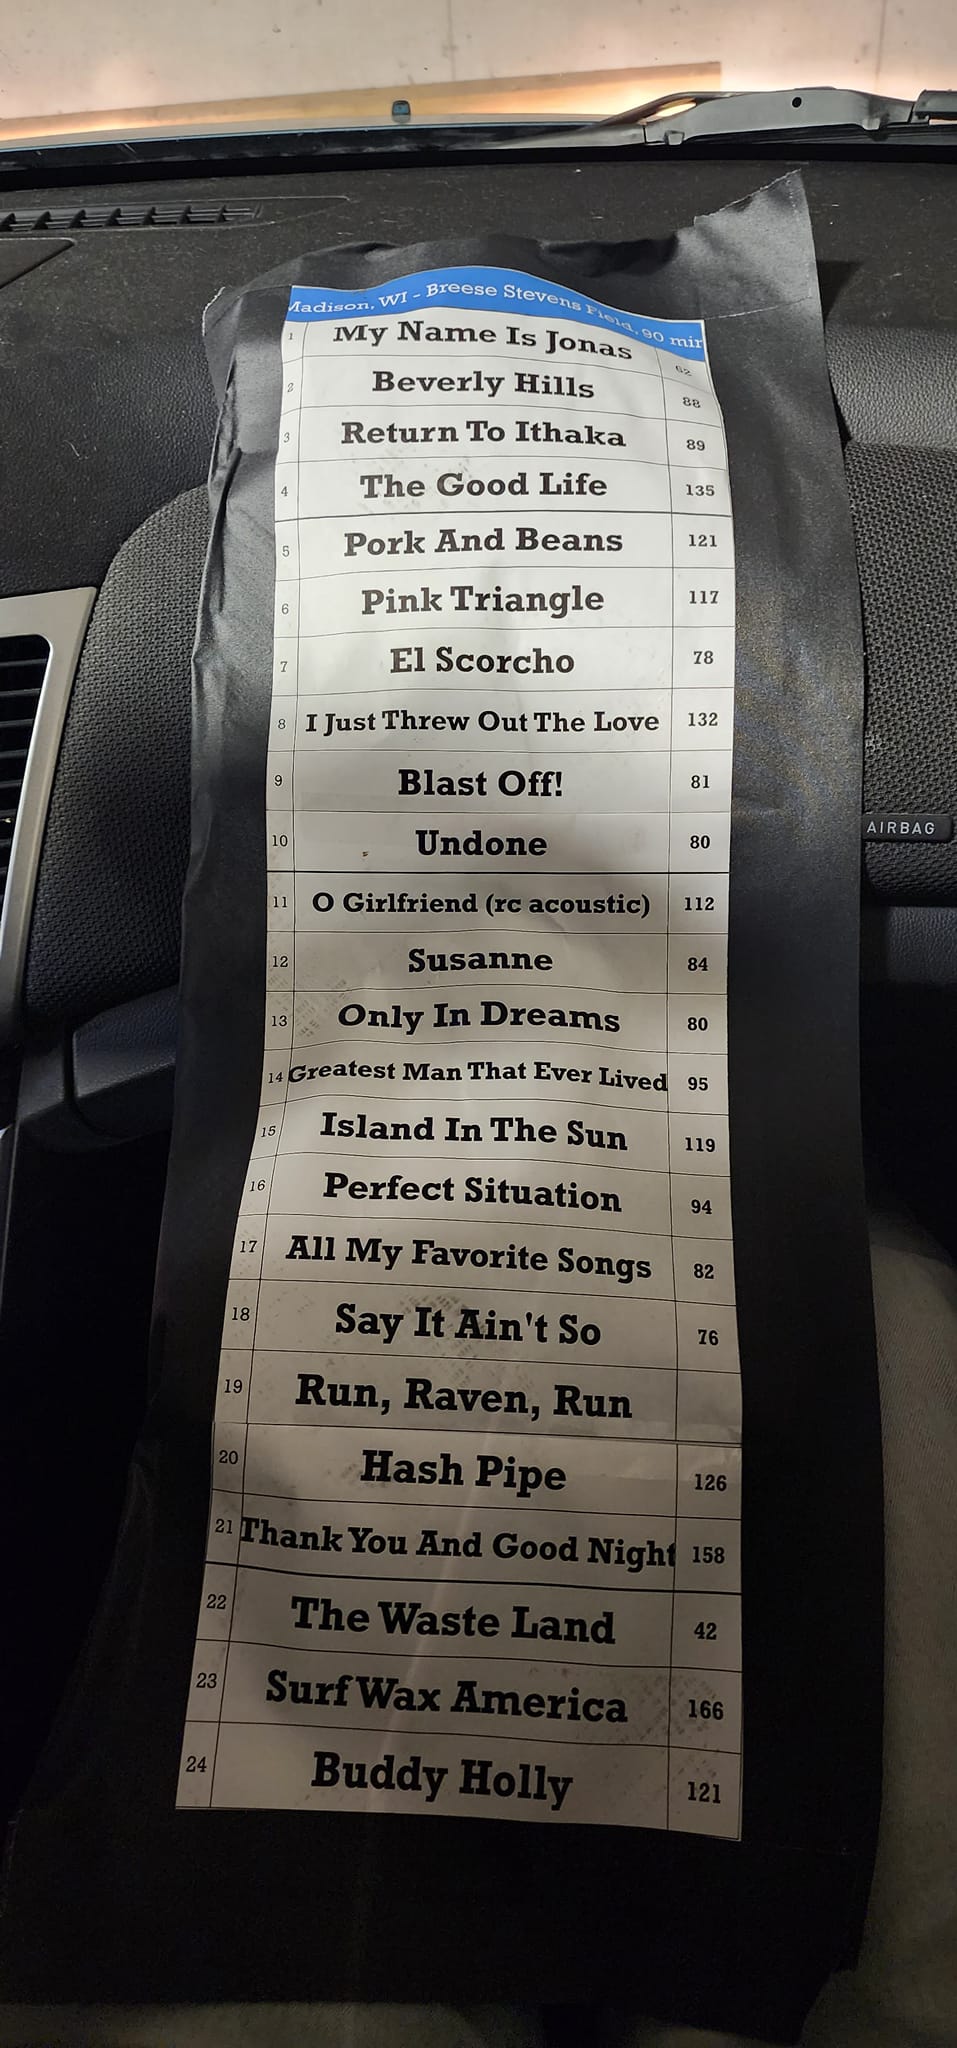 Madison, WI - Breese Stevens Field, 90 min
1 My Name Is Jonas 62
2 Beverly Hills 88
3 Return To Ithaka 89
4 The Good Life 135
5 Pork And Beans 121
6 Pink Triangle 117
7 El Scorcho 78
8 I Just Threw Out The Love 132
9 Blast Off! 81
10 Undone 80
11 O Girlfriend (rc acoustic) 112
12 Susanne 84
13 Only In Dreams 80
14 Greatest Man That Ever Lived 95
15 Island In The Sun 119
16 Perfect Situation 94
17 All My Favorite Songs 82
18 Say It Ain't So 76
19 Run, Raven, Run
20 Hash Pipe 126
21 Thank You And Good Night 158
22 The Waste Land 42
23 Surf Wax America 166
24 Buddy Holly 121
AIRBAG